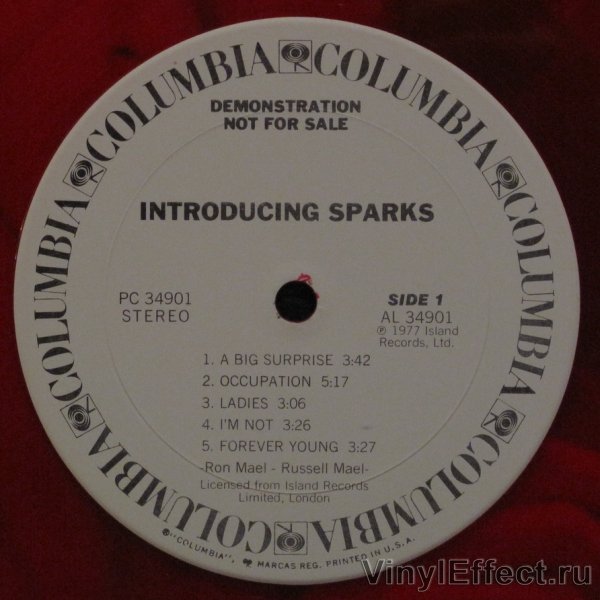 COLUMBIA COLUMBIA COLUMBIA COLUMBIA COLUMBIA COLUMBIA COLUMBIA COLUMBIA
DEMONSTRATION
NOT FOR SALE
INTRODUCING SPARKS
PC 34901
STEREO
SIDE 1
AL 34901
℗ 1977 Island
Records, Ltd.
1. A BIG SURPRISE 3:42
2. OCCUPATION 5:17
3. LADIES 3:06
4. I'M NOT 3:26
5. FOREVER YOUNG 3:27
-Ron Mael - Russell Mael-
Licensed from Island Records
Limited, London
®"COLUMBIA", MARCAS REG. PRINTED IN U.S.A.
VinylEffect.ru